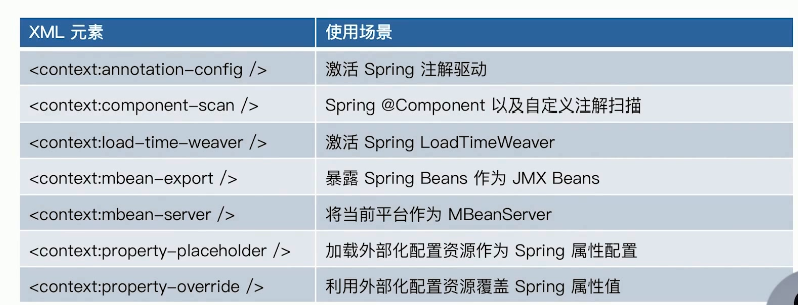 XML 元素 使用场景
<context:annotation-config /> 激活 Spring 注解驱动
<context:component-scan /> Spring @Component 以及自定义注解扫描
<context:load-time-weaver /> 激活 Spring LoadTimeWeaver
<context:mbean-export /> 暴露 Spring Beans 作为 JMX Beans
<context:mbean-server /> 将当前平台作为 MBeanServer
<context:property-placeholder /> 加载外部化配置资源作为 Spring 属性配置
<context:property-override /> 利用外部化配置资源覆盖 Spring 属性值